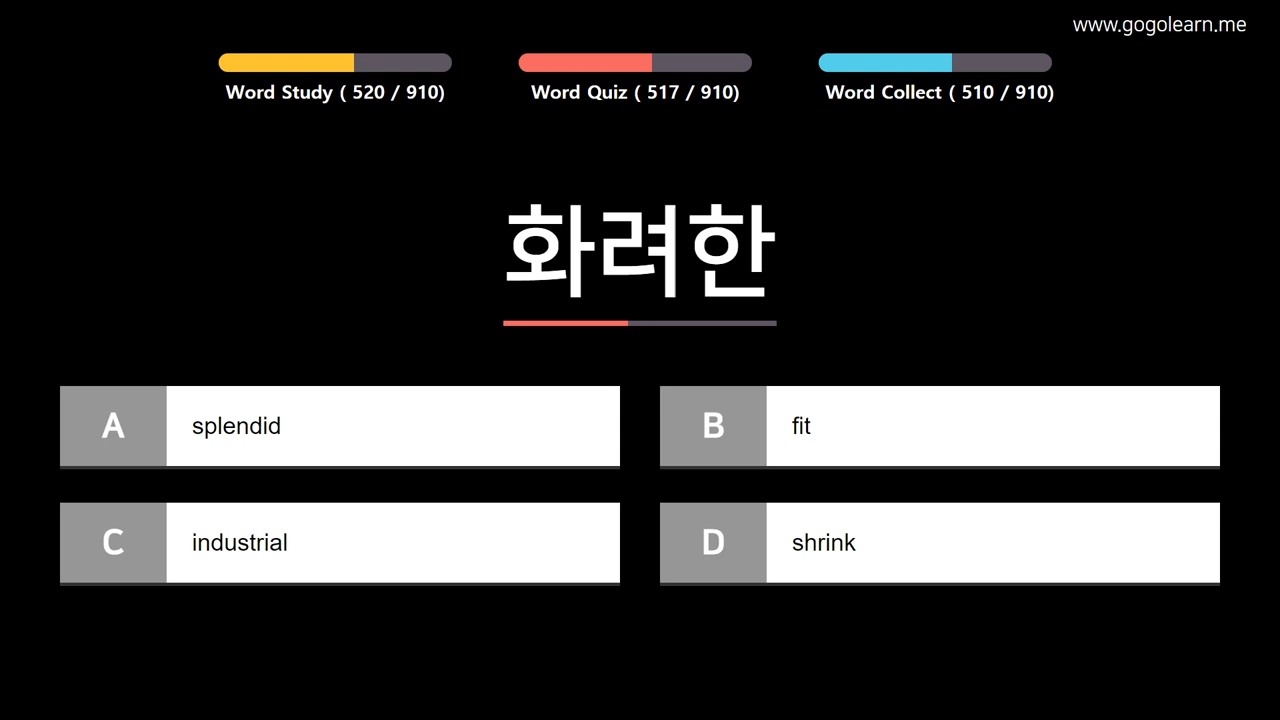 www.gogolearn.me
Word Study ( 520 / 910)
Word Quiz ( 517 / 910)
Word Collect ( 510 / 910)
화려한
A splendid
B fit
C industrial
D shrink